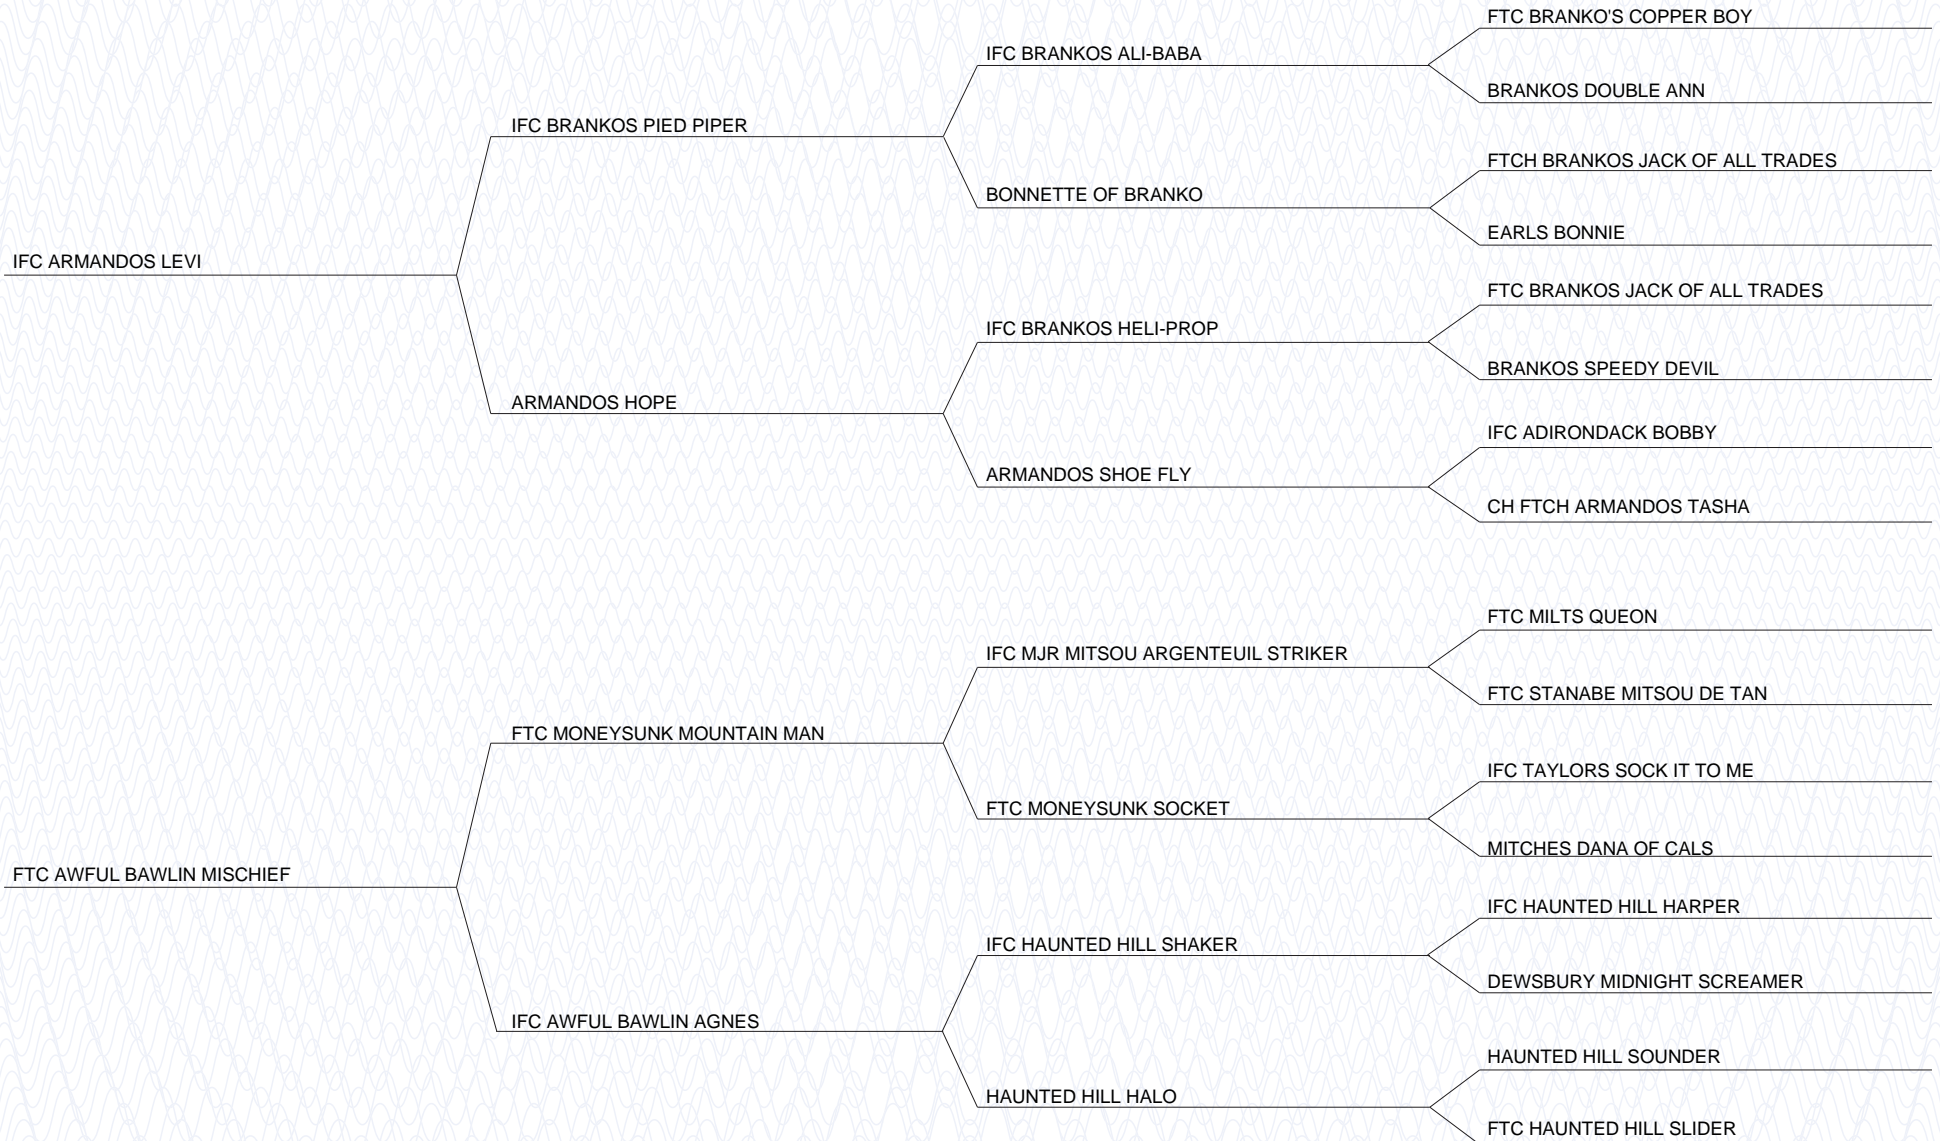 FTC BRANKO'S COPPER BOY
IFC BRANKOS ALI-BABA
BRANKOS DOUBLE ANN
IFC BRANKOS PIED PIPER
FTCH BRANKOS JACK OF ALL TRADES
BONNETTE OF BRANKO
EARLS BONNIE
IFC ARMANDOS LEVI
FTC BRANKOS JACK OF ALL TRADES
IFC BRANKOS HELI-PROP
BRANKOS SPEEDY DEVIL
ARMANDOS HOPE
IFC ADIRONDACK BOBBY
ARMANDOS SHOE FLY
CH FTCH ARMANDOS TASHA
FTC MILTS QUEON
IFC MJR MITSOU ARGENTEUIL STRIKER
FTC STANABE MITSOU DE TAN
FTC MONEYSUNK MOUNTAIN MAN
IFC TAYLORS SOCK IT TO ME
FTC MONEYSUNK SOCKET
MITCHES DANA OF CALS
FTC AWFUL BAWLIN MISCHIEF
IFC HAUNTED HILL HARPER
IFC HAUNTED HILL SHAKER
DEWSBURY MIDNIGHT SCREAMER
IFC AWFUL BAWLIN AGNES
HAUNTED HILL SOUNDER
HAUNTED HILL HALO
FTC HAUNTED HILL SLIDER